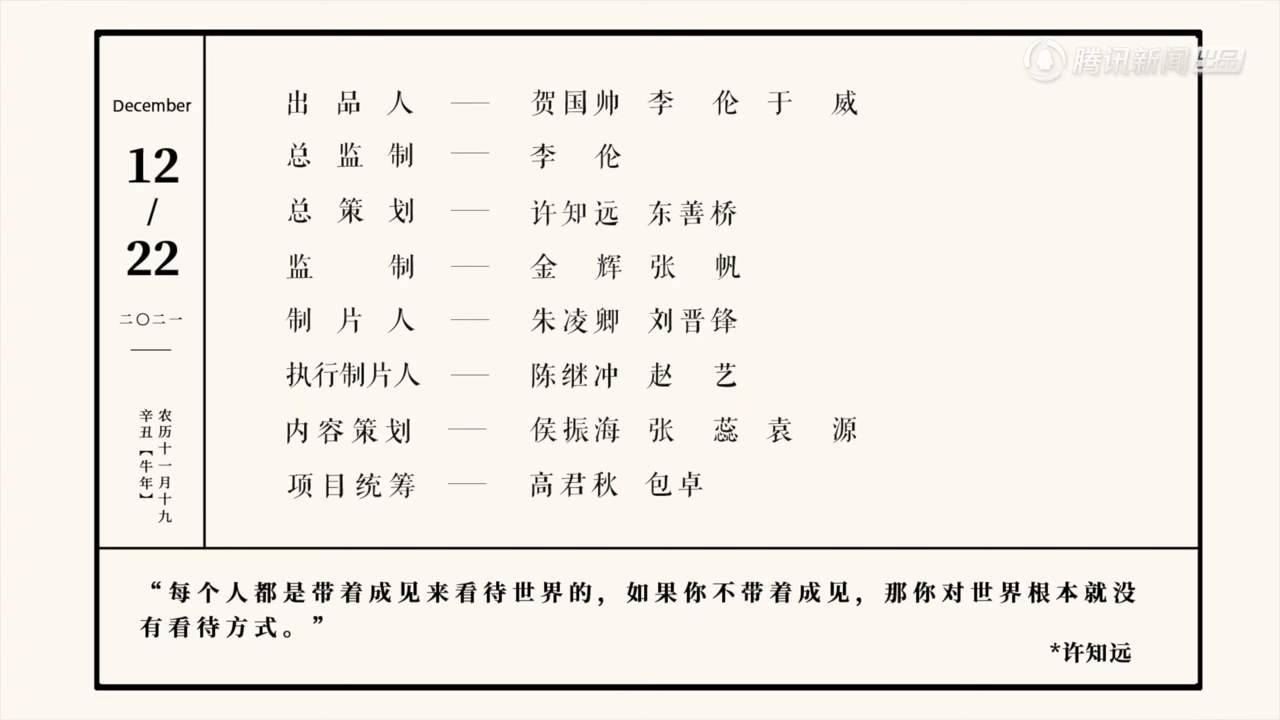 腾讯新闻出品
December
12
/
22
二〇二一
农历十一月十九
辛丑【牛年】
出品人 —— 贺国帅 李伦 于威
总监制 —— 李伦
总策划 —— 许知远 东善桥
监制 —— 金辉 张帆
制片人 —— 朱凌卿 刘晋锋
执行制片人 —— 陈继冲 赵艺
内容策划 —— 侯振海 张蕊 袁源
项目统筹 —— 高君秋 包卓
“每个人都是带着成见来看待世界的，如果你不带着成见，那你对世界根本就没
有看待方式。”
*许知远